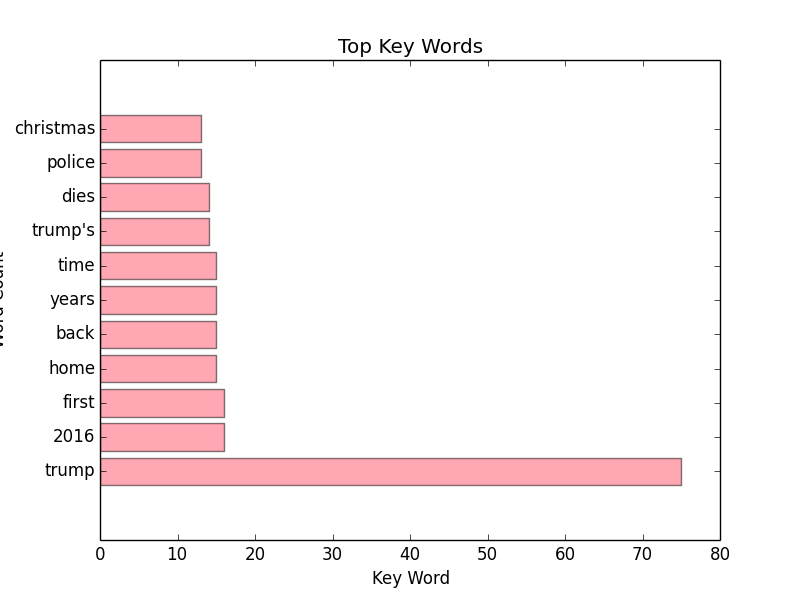 Top Key Words
christmas
police
dies
trump's
time
years
back
home
first
2016
trump
0 10 20 30 40 50 60 70 80
Key Word